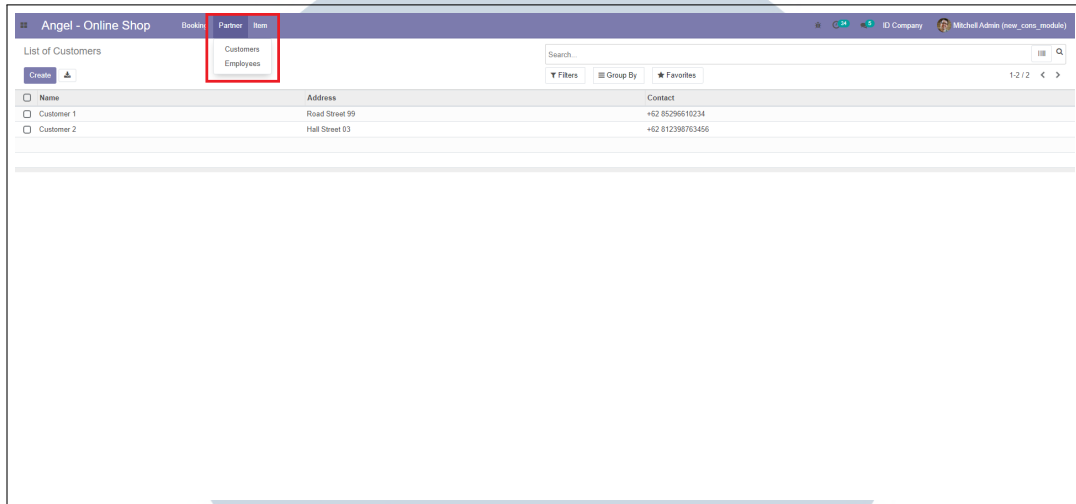 Angel - Online Shop Booking Partner Item 34 5 ID Company Mitchell Admin (new_cons_module)
List of Customers Customers Search...
Employees
Create Filters Group By Favorites 1-2 / 2
Name Address Contact
Customer 1 Road Street 99 +62 85296610234
Customer 2 Hall Street 03 +62 812398763456